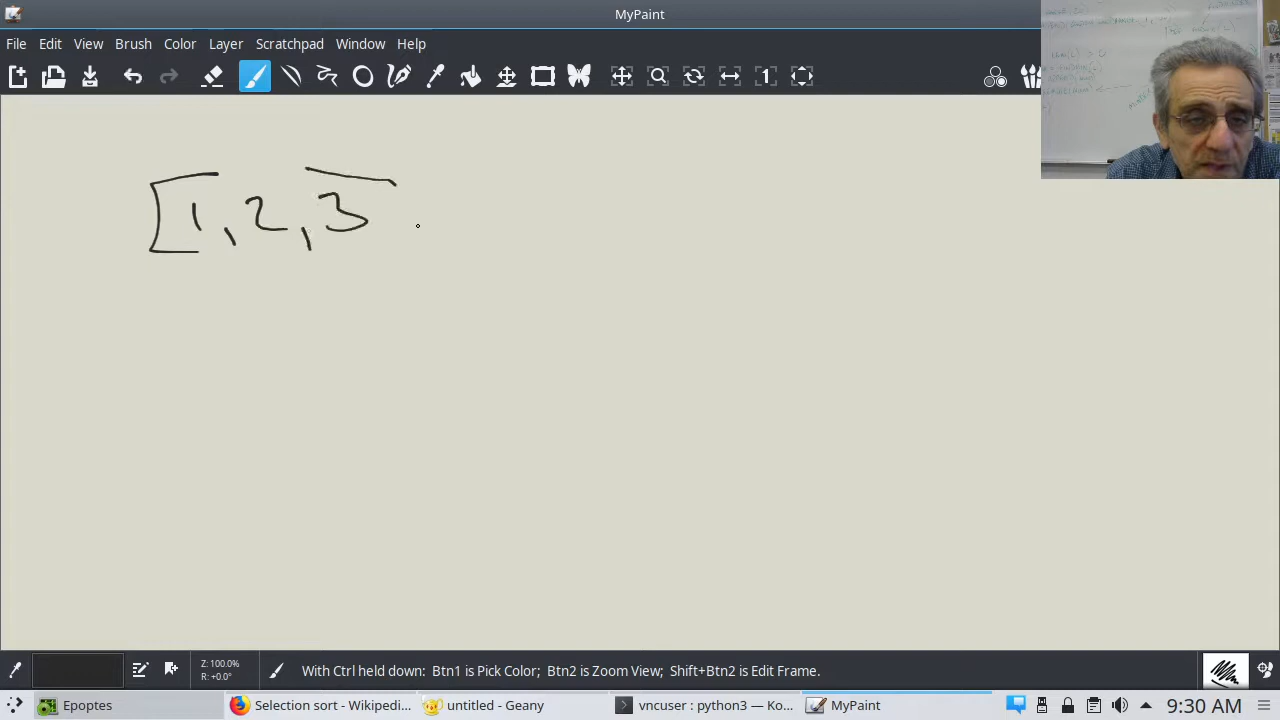 MyPaint
File Edit View Brush Color Layer Scratchpad Window Help
[1,2,3
Z: 100.0%
R: +0.0°
With Ctrl held down: Btn1 is Pick Color; Btn2 is Zoom View; Shift+Btn2 is Edit Frame.
Epoptes Selection sort - Wikipedi... untitled - Geany vncuser : python3 — Ko... MyPaint 9:30 AM